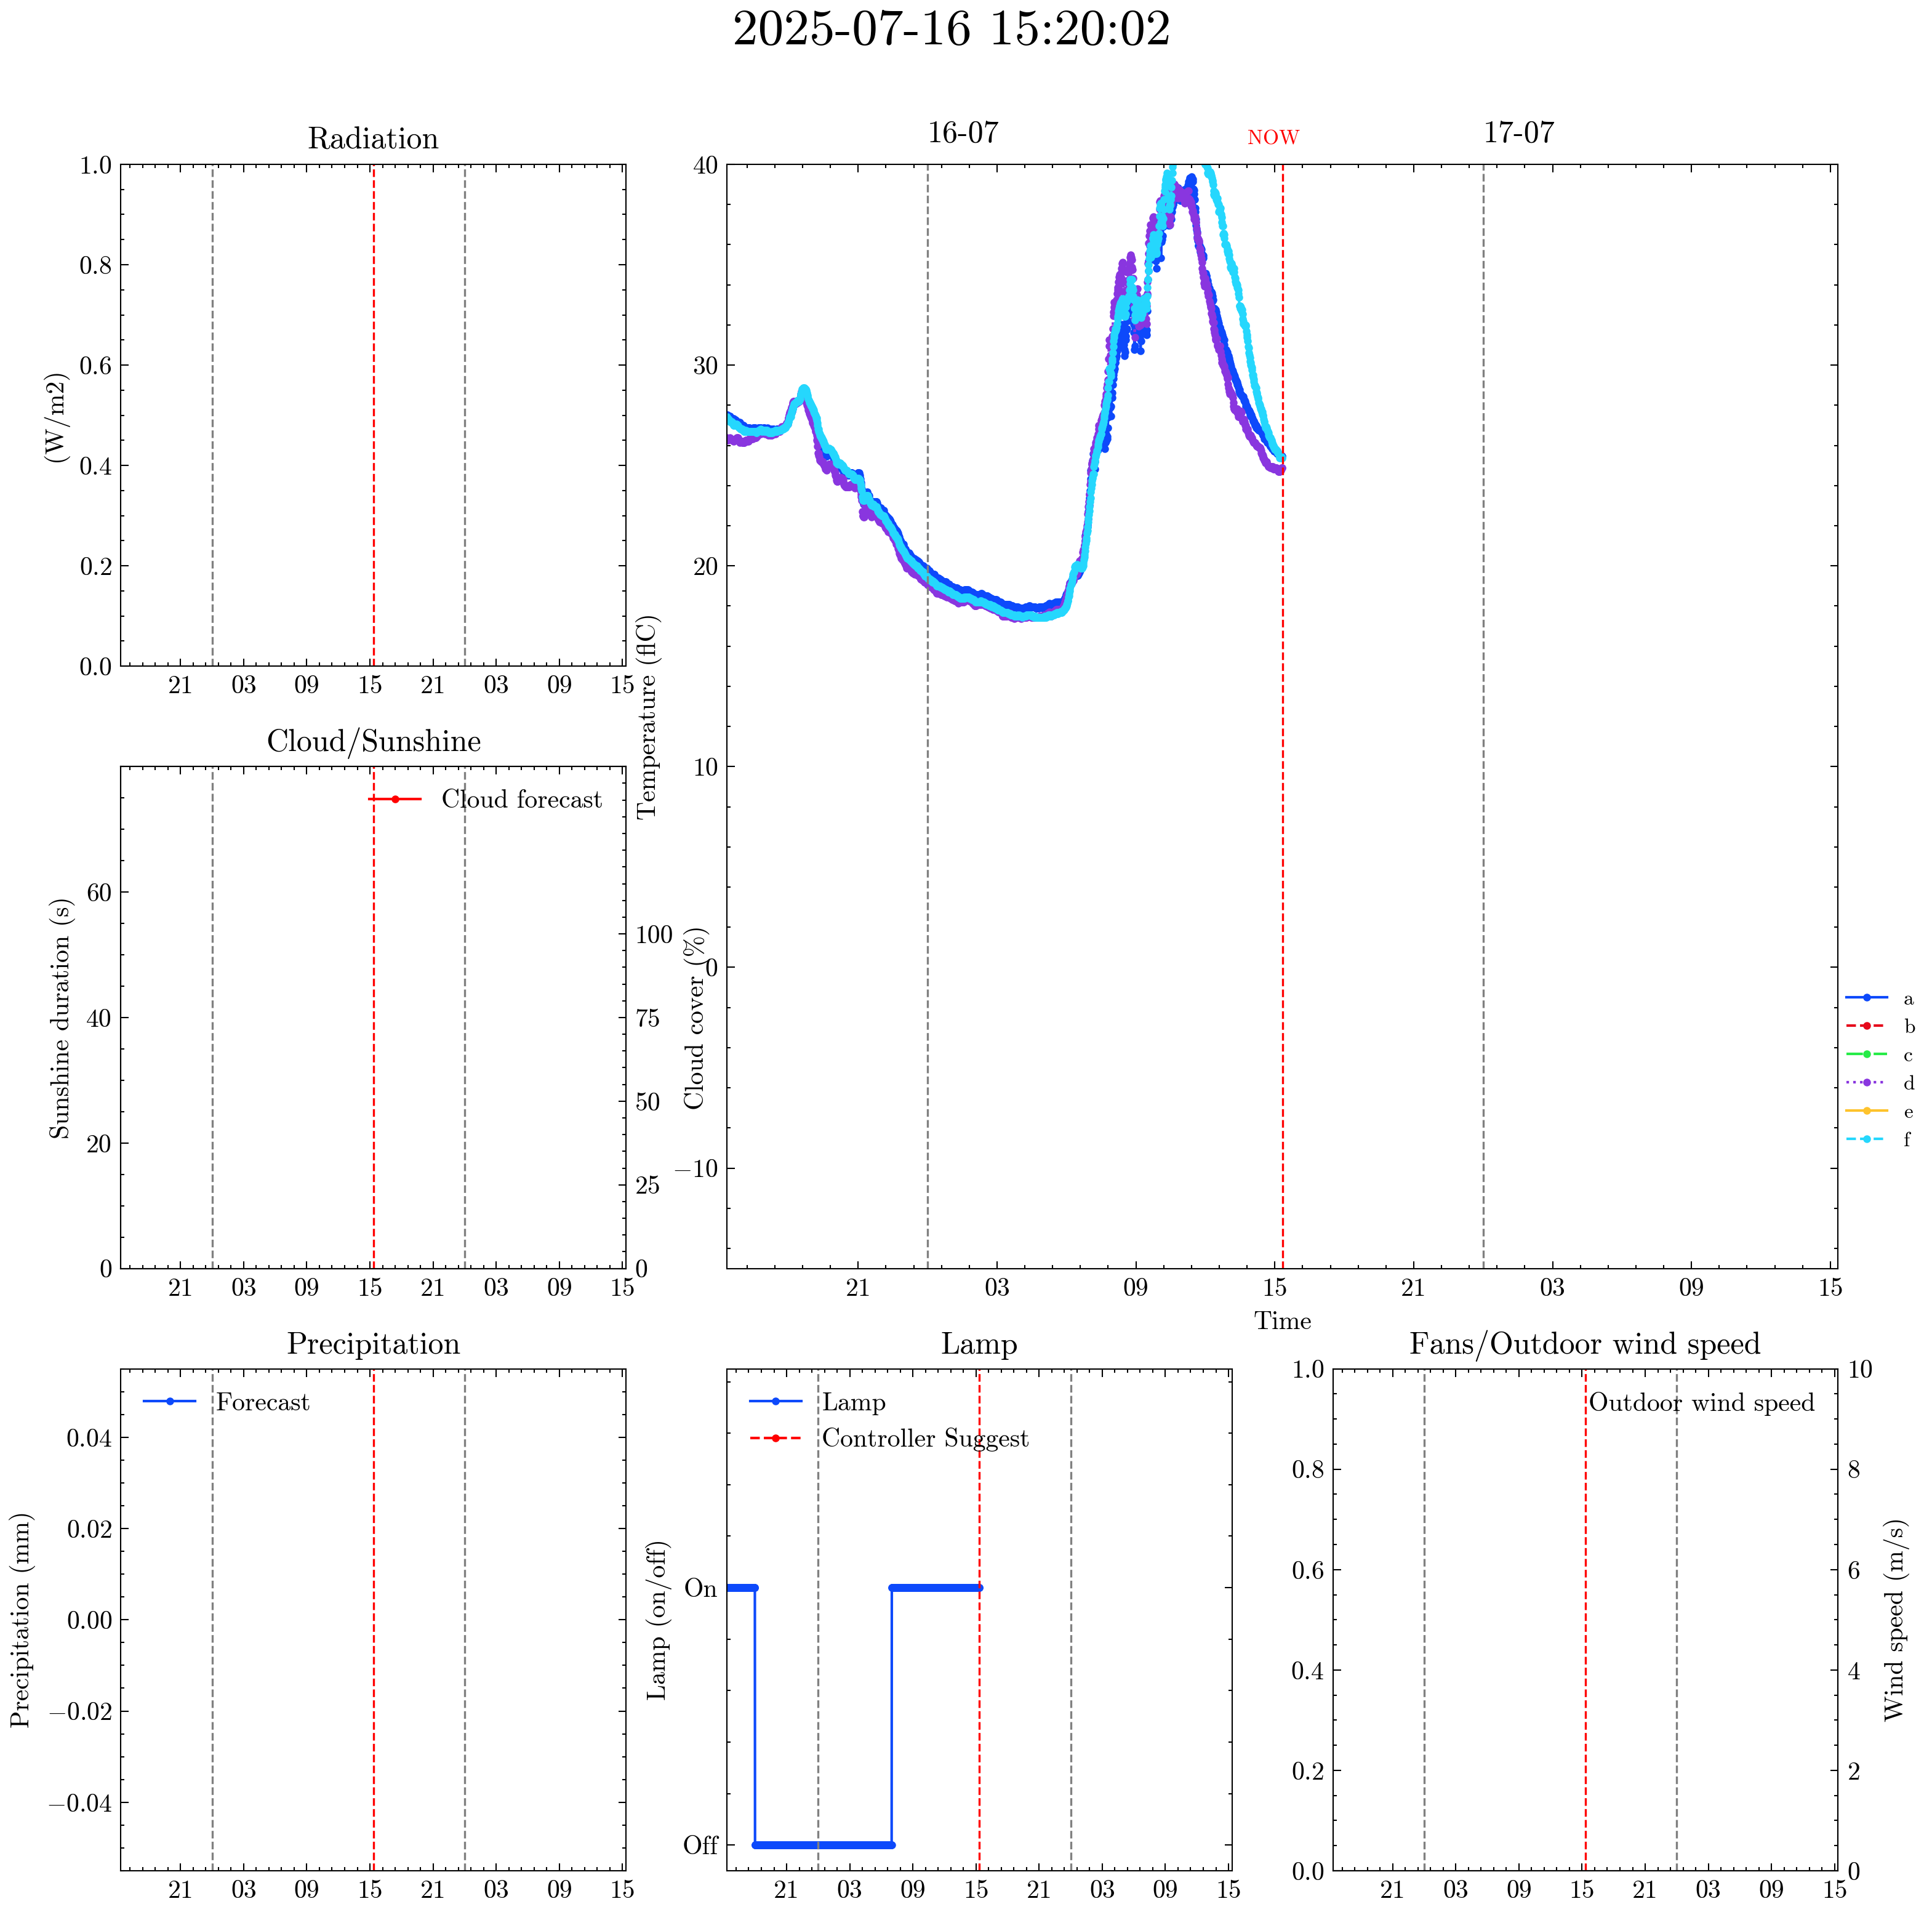 2025-07-16 15:20:02
Radiation
(W/m2)
1.0
0.8
0.6
0.4
0.2
0.0
21 03 09 15 21 03 09 15
16-07
NOW
17-07
Temperature (flC)
40
30
20
10
0
−10
21 03 09 15 21 03 09 15
Time
a
b
c
d
e
f
Cloud/Sunshine
Cloud forecast
Sunshine duration (s)
60
40
20
0
Cloud cover (%)
100
75
50
25
0
21 03 09 15 21 03 09 15
Precipitation
Forecast
Precipitation (mm)
0.04
0.02
0.00
−0.02
−0.04
21 03 09 15 21 03 09 15
Lamp
Lamp
Controller Suggest
Lamp (on/off)
On
Off
21 03 09 15 21 03 09 15
Fans/Outdoor wind speed
Outdoor wind speed
1.0
0.8
0.6
0.4
0.2
0.0
Wind speed (m/s)
10
8
6
4
2
0
21 03 09 15 21 03 09 15